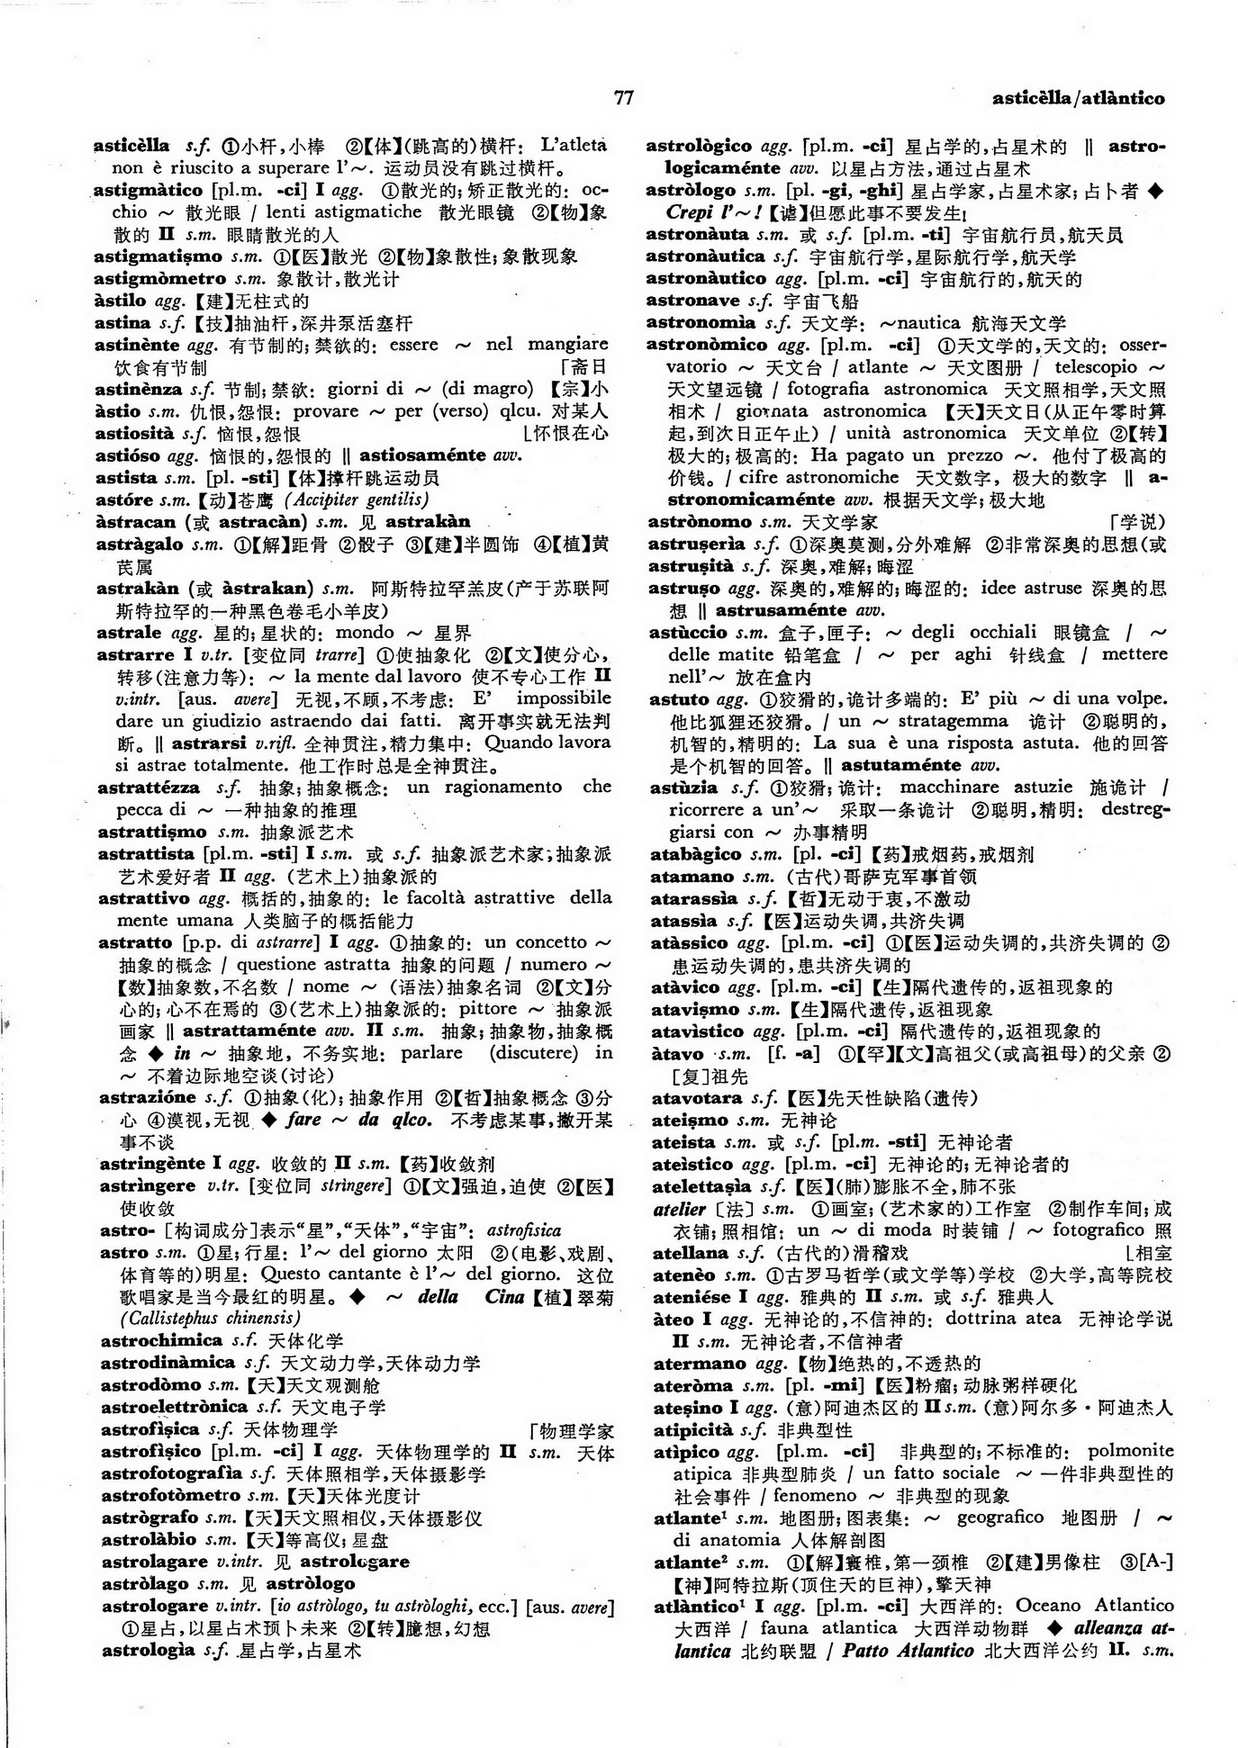 77
asticèlla/atlàntico
asticèlla s.f. ①小杆,小棒 ②【体】(跳高的)横杆: L'atleta
non è riuscito a superare l'～. 运动员没有跳过横杆。
astigmàtico [pl.m. -ci] I agg. ①散光的; 矫正散光的: oc-
chio ～ 散光眼 / lenti astigmatiche 散光眼镜 ②【物】象
散的 II s.m. 眼睛散光的人
astigmatiṣmo s.m. ①【医】散光 ②【物】象散性; 象散现象
astigmòmetro s.m. 象散计,散光计
àstilo agg. 【建】无柱式的
astina s.f. 【技】抽油杆,深井泵活塞杆
astinènte agg. 有节制的; 禁欲的: essere ～ nel mangiare
饮食有节制 「斋日
astinènza s.f. 节制; 禁欲: giorni di ～ (di magro) 【宗】小
àstio s.m. 仇恨,怨恨: provare ～ per (verso) qlcu. 对某人
astiosità s.f. 恼恨,怨恨 ⌊怀恨在心
astióso agg. 恼恨的,怨恨的 ‖ astiosaménte avv.
astista s.m. [pl. -sti] 【体】撑杆跳运动员
astóre s.m. 【动】苍鹰 (Accipiter gentilis)
àstracan (或 astracàn) s.m. 见 astrakàn
astràgalo s.m. ①【解】距骨 ②骰子 ③【建】半圆饰 ④【植】黄
芪属
astrakàn (或 àstrakan) s.m. 阿斯特拉罕羔皮(产于苏联阿
斯特拉罕的一种黑色卷毛小羊皮)
astrale agg. 星的; 星状的: mondo ～ 星界
astrarre I v.tr. [变位同 trarre] ①使抽象化 ②【文】使分心,
转移(注意力等): ～ la mente dal lavoro 使不专心工作 II
v.intr. [aus. avere] 无视,不顾,不考虑: E' impossibile
dare un giudizio astraendo dai fatti. 离开事实就无法判
断。‖ astrarsi v.rifl. 全神贯注,精力集中: Quando lavora
si astrae totalmente. 他工作时总是全神贯注。
astrattézza s.f. 抽象; 抽象概念: un ragionamento che
pecca di ～ 一种抽象的推理
astrattiṣmo s.m. 抽象派艺术
astrattista [pl.m. -sti] I s.m. 或 s.f. 抽象派艺术家; 抽象派
艺术爱好者 II agg. (艺术上)抽象派的
astrattivo agg. 概括的,抽象的: le facoltà astrattive della
mente umana 人类脑子的概括能力
astratto [p.p. di astrarre] I agg. ①抽象的: un concetto ～
抽象的概念 / questione astratta 抽象的问题 / numero ～
【数】抽象数,不名数 / nome ～ (语法)抽象名词 ②【文】分
心的; 心不在焉的 ③(艺术上)抽象派的: pittore ～ 抽象派
画家 ‖ astrattaménte avv. II s.m. 抽象; 抽象物,抽象概
念 ◆ in ～ 抽象地, 不务实地: parlare (discutere) in
～ 不着边际地空谈(讨论)
astrazióne s.f. ①抽象(化); 抽象作用 ②【哲】抽象概念 ③分
心 ④漠视,无视 ◆ fare ～ da qlco. 不考虑某事,撇开某
事不谈
astringènte I agg. 收敛的 II s.m. 【药】收敛剂
astrìngere v.tr. [变位同 strìngere] ①【文】强迫,迫使 ②【医】
使收敛
astro- [构词成分]表示“星”,“天体”,“宇宙”: astrofisica
astro s.m. ①星; 行星: l'～ del giorno 太阳 ②(电影、戏剧、
体育等的)明星: Questo cantante è l'～ del giorno. 这位
歌唱家是当今最红的明星。◆ ～ della Cina 【植】翠菊
(Callistephus chinensis)
astrochimica s.f. 天体化学
astrodinàmica s.f. 天文动力学,天体动力学
astrodòmo s.m. 【天】天文观测舱
astroelettrònica s.f. 天文电子学
astrofìṣica s.f. 天体物理学 「物理学家
astrofìṣico [pl.m. -ci] I agg. 天体物理学的 II s.m. 天体
astrofotografìa s.f. 天体照相学,天体摄影学
astrofotòmetro s.m. 【天】天体光度计
astrògrafo s.m. 【天】天文照相仪,天体摄影仪
astrolàbio s.m. 【天】等高仪; 星盘
astrolagare v.intr. 见 astrologare
astròlago s.m. 见 astròlogo
astrologare v.intr. [io astròlogo, tu astròloghi, ecc.] [aus. avere]
①星占,以星占术预卜未来 ②【转】臆想,幻想
astrologìa s.f. 星占学,占星术
astrològico agg. [pl.m. -ci] 星占学的,占星术的 ‖ astro-
logicaménte avv. 以星占方法,通过占星术
astròlogo s.m. [pl. -gi, -ghi] 星占学家,占星术家; 占卜者 ◆
Crepi l'～! 【谑】但愿此事不要发生!
astronàuta s.m. 或 s.f. [pl.m. -ti] 宇宙航行员,航天员
astronàutica s.f. 宇宙航行学,星际航行学,航天学
astronàutico agg. [pl.m. -ci] 宇宙航行的,航天的
astronave s.f. 宇宙飞船
astronomìa s.f. 天文学: ～nautica 航海天文学
astronòmico agg. [pl.m. -ci] ①天文学的,天文的: osser-
vatorio ～ 天文台 / atlante ～ 天文图册 / telescopio ～
天文望远镜 / fotografia astronomica 天文照相学,天文照
相术 / giornata astronomica 【天】天文日(从正午零时算
起,到次日正午止) / unità astronomica 天文单位 ②【转】
极大的; 极高的: Ha pagato un prezzo ～. 他付了极高的
价钱。/ cifre astronomiche 天文数字, 极大的数字 ‖ a-
stronomicaménte avv. 根据天文学; 极大地
astrònomo s.m. 天文学家 「学说)
astruṣerìa s.f. ①深奥莫测,分外难解 ②非常深奥的思想(或
astruṣità s.f. 深奥,难解; 晦涩
astruṣo agg. 深奥的,难解的; 晦涩的: idee astruse 深奥的思
想 ‖ astrusaménte avv.
astùccio s.m. 盒子,匣子: ～ degli occhiali 眼镜盒 / ～
delle matite 铅笔盒 / ～ per aghi 针线盒 / mettere
nell'～ 放在盒内
astuto agg. ①狡猾的,诡计多端的: E' più ～ di una volpe.
他比狐狸还狡猾。/ un ～ stratagemma 诡计 ②聪明的,
机智的,精明的: La sua è una risposta astuta. 他的回答
是个机智的回答。‖ astutaménte avv.
astùzia s.f. ①狡猾; 诡计: macchinare astuzie 施诡计 /
ricorrere a un'～ 采取一条诡计 ②聪明,精明: destreg-
giarsi con ～ 办事精明
atabàgico s.m. [pl. -ci] 【药】戒烟药,戒烟剂
atamano s.m. (古代)哥萨克军事首领
atarassìa s.f. 【哲】无动于衷,不激动
atassìa s.f. 【医】运动失调,共济失调
atàssico agg. [pl.m. -ci] ①【医】运动失调的,共济失调的 ②
患运动失调的,患共济失调的
atàvico agg. [pl.m. -ci] 【生】隔代遗传的,返祖现象的
ataviṣmo s.m. 【生】隔代遗传,返祖现象
atavìstico agg. [pl.m. -ci] 隔代遗传的,返祖现象的
àtavo s.m. [f. -a] ①【罕】【文】高祖父(或高祖母)的父亲 ②
[复]祖先
atavotara s.f. 【医】先天性缺陷(遗传)
ateiṣmo s.m. 无神论
ateista s.m. 或 s.f. [pl.m. -sti] 无神论者
ateìstico agg. [pl.m. -ci] 无神论的; 无神论者的
atelettaṣìa s.f. 【医】(肺)膨胀不全,肺不张
atelier [法] s.m. ①画室; (艺术家的)工作室 ②制作车间; 成
衣铺; 照相馆: un ～ di moda 时装铺 / ～ fotografico 照
atellana s.f. (古代的)滑稽戏 ⌊相室
atenèo s.m. ①古罗马哲学(或文学等)学校 ②大学,高等院校
ateniése I agg. 雅典的 II s.m. 或 s.f. 雅典人
àteo I agg. 无神论的,不信神的: dottrina atea 无神论学说
II s.m. 无神论者,不信神者
atermano agg. 【物】绝热的,不透热的
ateròma s.m. [pl. -mi] 【医】粉瘤; 动脉粥样硬化
ateṣino I agg. (意)阿迪杰区的 II s.m. (意)阿尔多・阿迪杰人
atipicità s.f. 非典型性
atìpico agg. [pl.m. -ci] 非典型的; 不标准的: polmonite
atipica 非典型肺炎 / un fatto sociale ～ 一件非典型性的
社会事件 / fenomeno ～ 非典型的现象
atlante¹ s.m. 地图册; 图表集: ～ geografico 地图册 / ～
di anatomia 人体解剖图
atlante² s.m. ①【解】寰椎,第一颈椎 ②【建】男像柱 ③[A-]
【神】阿特拉斯(顶住天的巨神),擎天神
atlàntico¹ I agg. [pl.m. -ci] 大西洋的: Oceano Atlantico
大西洋 / fauna atlantica 大西洋动物群 ◆ alleanza at-
lantica 北约联盟 / Patto Atlantico 北大西洋公约 II. s.m.